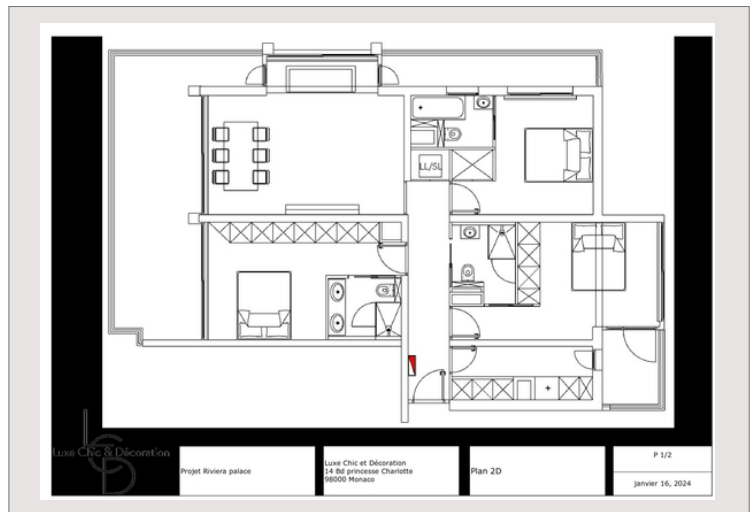 LL/SL
LCD
Luxe Chic & Décoration
Projet Riviera palace
Luxe Chic et Décoration
14 Bd princesse Charlotte
98000 Monaco
Plan 2D
P 1/2
janvier 16, 2024